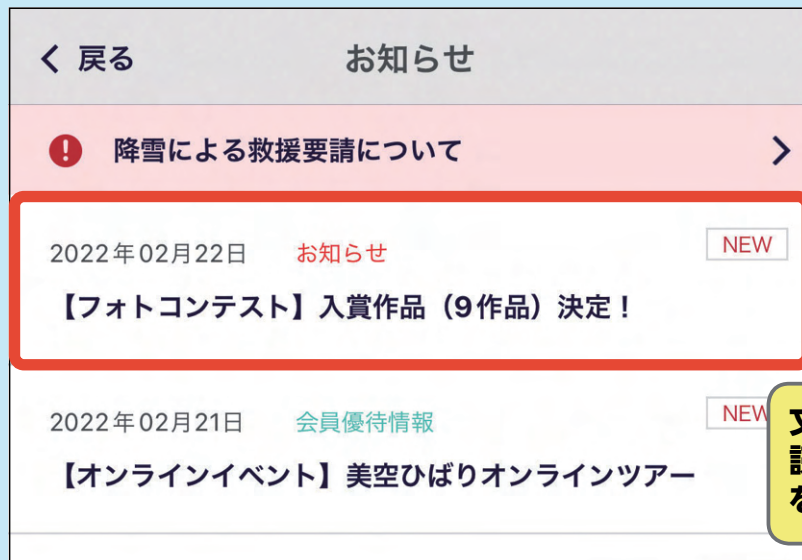 戻る
お知らせ
降雪による救援要請について
2022年02月22日 お知らせ NEW
【フォトコンテスト】入賞作品（9作品）決定！
2022年02月21日 会員優待情報 NEW
【オンラインイベント】美空ひばりオンラインツアー
を